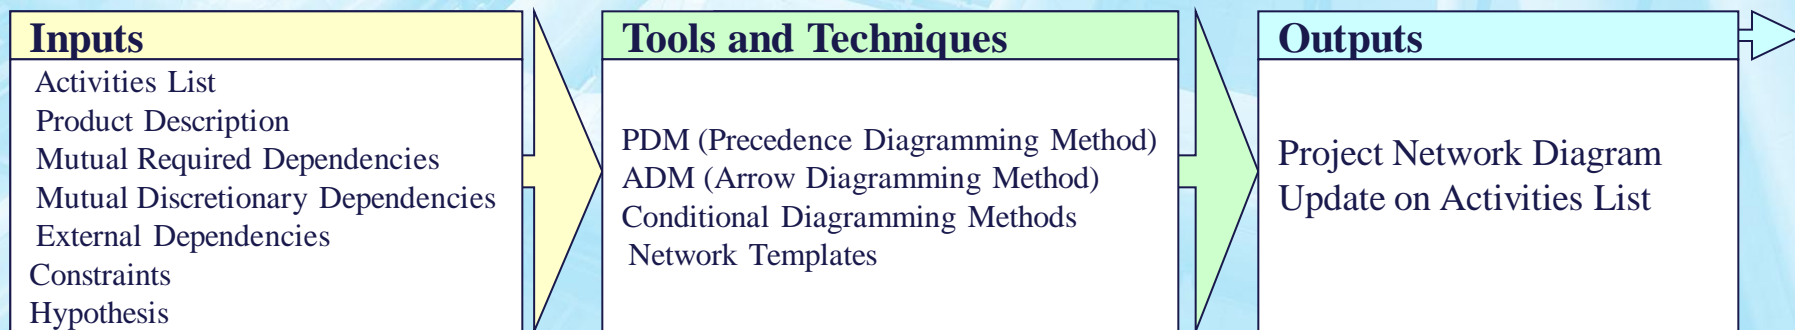 Inputs
Activities List
Product Description
Mutual Required Dependencies
Mutual Discretionary Dependencies
External Dependencies
Constraints
Hypothesis
Tools and Techniques
PDM (Precedence Diagramming Method)
ADM (Arrow Diagramming Method)
Conditional Diagramming Methods
Network Templates
Outputs
Project Network Diagram
Update on Activities List